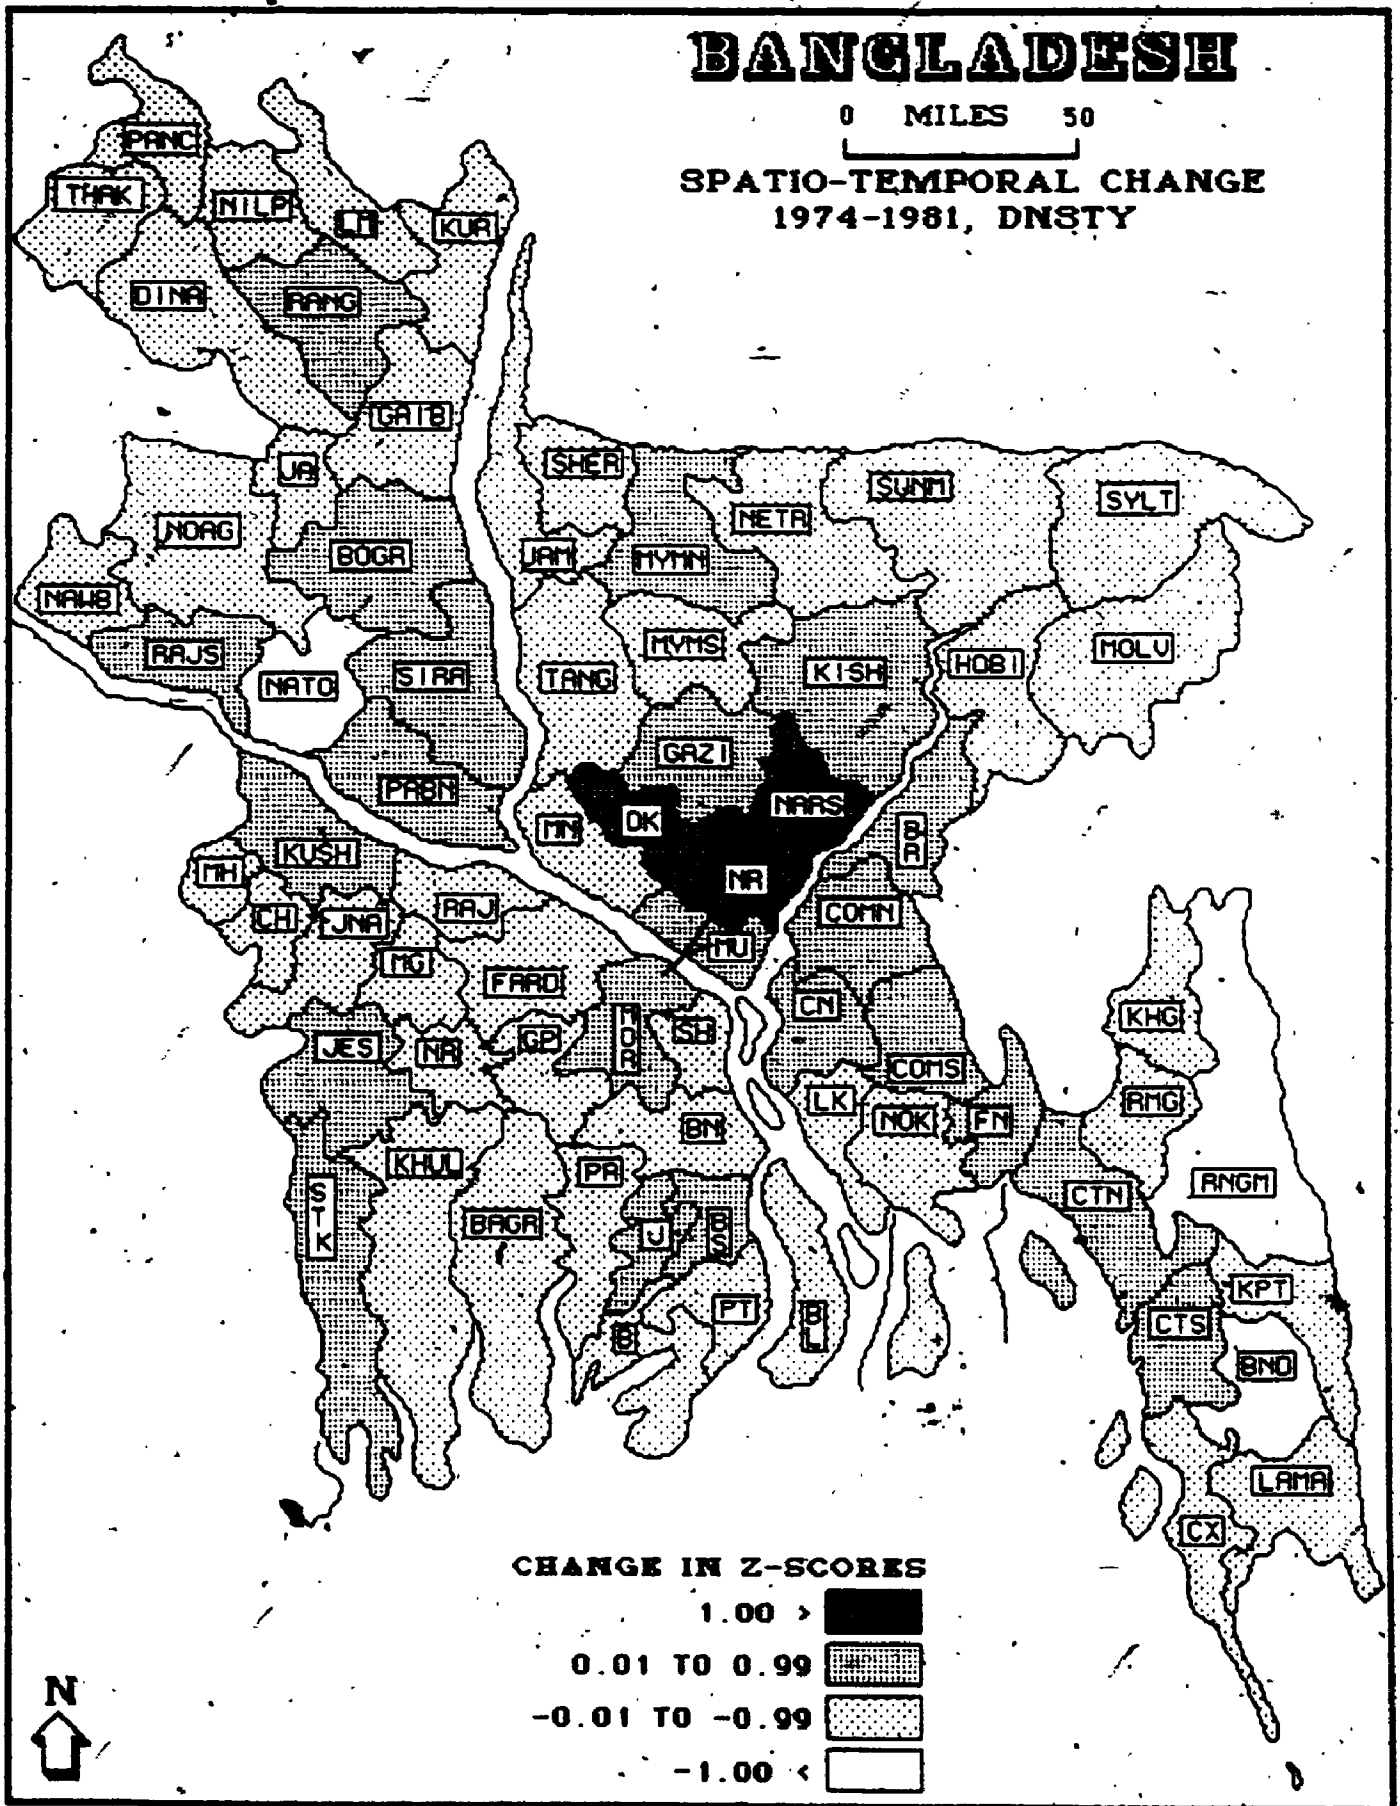 BANGLADESH
0 MILES 50
SPATIO-TEMPORAL CHANGE
1974-1981, DNSTY
PANC
THAK
NILP
LM
KUR
DINA
RANG
GAIB
JA
SHER
SUNM
SYLT
NOAG
NETR
BOGR
JAM
MYMN
NAWB
RAJS
MYMS
MOLV
NATO
SIRA
TANG
KISH
HOBI
GAZI
PABN
NARS
DK
MN
BR
KUSH
MH
NR
RAJ
COMN
CH
JNA
MU
MG
FARD
CN
KHG
MDR
SH
GP
JES
NR
COMS
LK
RMG
NOK
FN
BN
KHUL
PR
RNGM
CTN
STK
BAGR
J
BS
KPT
PT
BL
CTS
B
BND
LAMA
CX
CHANGE IN Z-SCORES
1.00 >
0.01 TO 0.99
-0.01 TO -0.99
-1.00 <
N